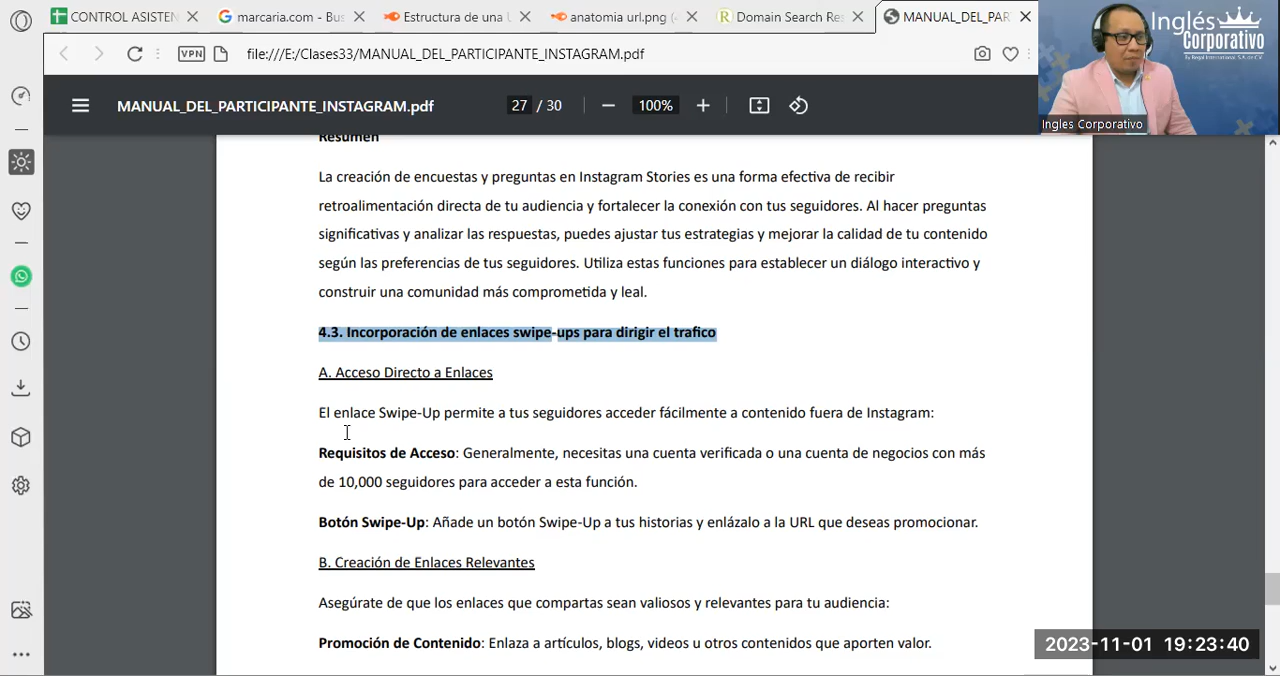 CONTROL ASISTEN
marcaria.com - Bus
Estructura de una U
anatomia url.png (4
Domain Search Res
MANUAL_DEL_PAR
VPN
file:///E:/Clases33/MANUAL_DEL_PARTICIPANTE_INSTAGRAM.pdf
Inglés
Corporativo
By Regal International, S.A. de C.V.
Ingles Corporativo
MANUAL_DEL_PARTICIPANTE_INSTAGRAM.pdf
27 / 30
100%
Resumen
La creación de encuestas y preguntas en Instagram Stories es una forma efectiva de recibir
retroalimentación directa de tu audiencia y fortalecer la conexión con tus seguidores. Al hacer preguntas
significativas y analizar las respuestas, puedes ajustar tus estrategias y mejorar la calidad de tu contenido
según las preferencias de tus seguidores. Utiliza estas funciones para establecer un diálogo interactivo y
construir una comunidad más comprometida y leal.
4.3. Incorporación de enlaces swipe-ups para dirigir el trafico
A. Acceso Directo a Enlaces
El enlace Swipe-Up permite a tus seguidores acceder fácilmente a contenido fuera de Instagram:
Requisitos de Acceso: Generalmente, necesitas una cuenta verificada o una cuenta de negocios con más
de 10,000 seguidores para acceder a esta función.
Botón Swipe-Up: Añade un botón Swipe-Up a tus historias y enlázalo a la URL que deseas promocionar.
B. Creación de Enlaces Relevantes
Asegúrate de que los enlaces que compartas sean valiosos y relevantes para tu audiencia:
Promoción de Contenido: Enlaza a artículos, blogs, videos u otros contenidos que aporten valor.
2023-11-01 19:23:40